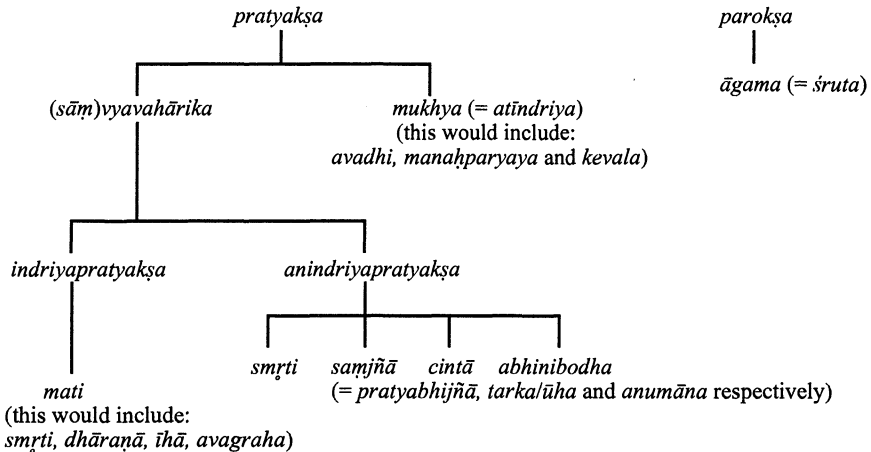 pratyakṣa
parokṣa
āgama (= śruta)
(sāṃ)vyavahārika
mukhya (= atīndriya)
(this would include:
avadhi, manaḥparyaya and kevala)
indriyapratyakṣa
anindriyapratyakṣa
smṛti
saṃjñā
cintā
abhinibodha
(= pratyabhijñā, tarka/ūha and anumāna respectively)
mati
(this would include:
smṛti, dhāraṇā, īhā, avagraha)